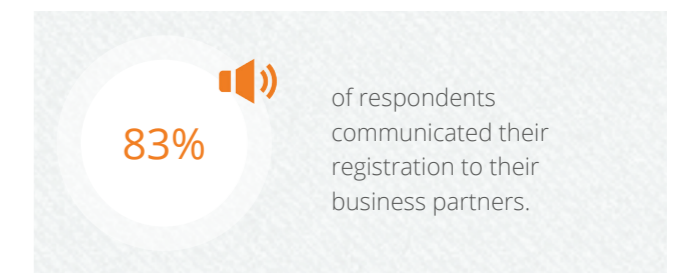 83%
of respondents
communicated their
registration to their
business partners.